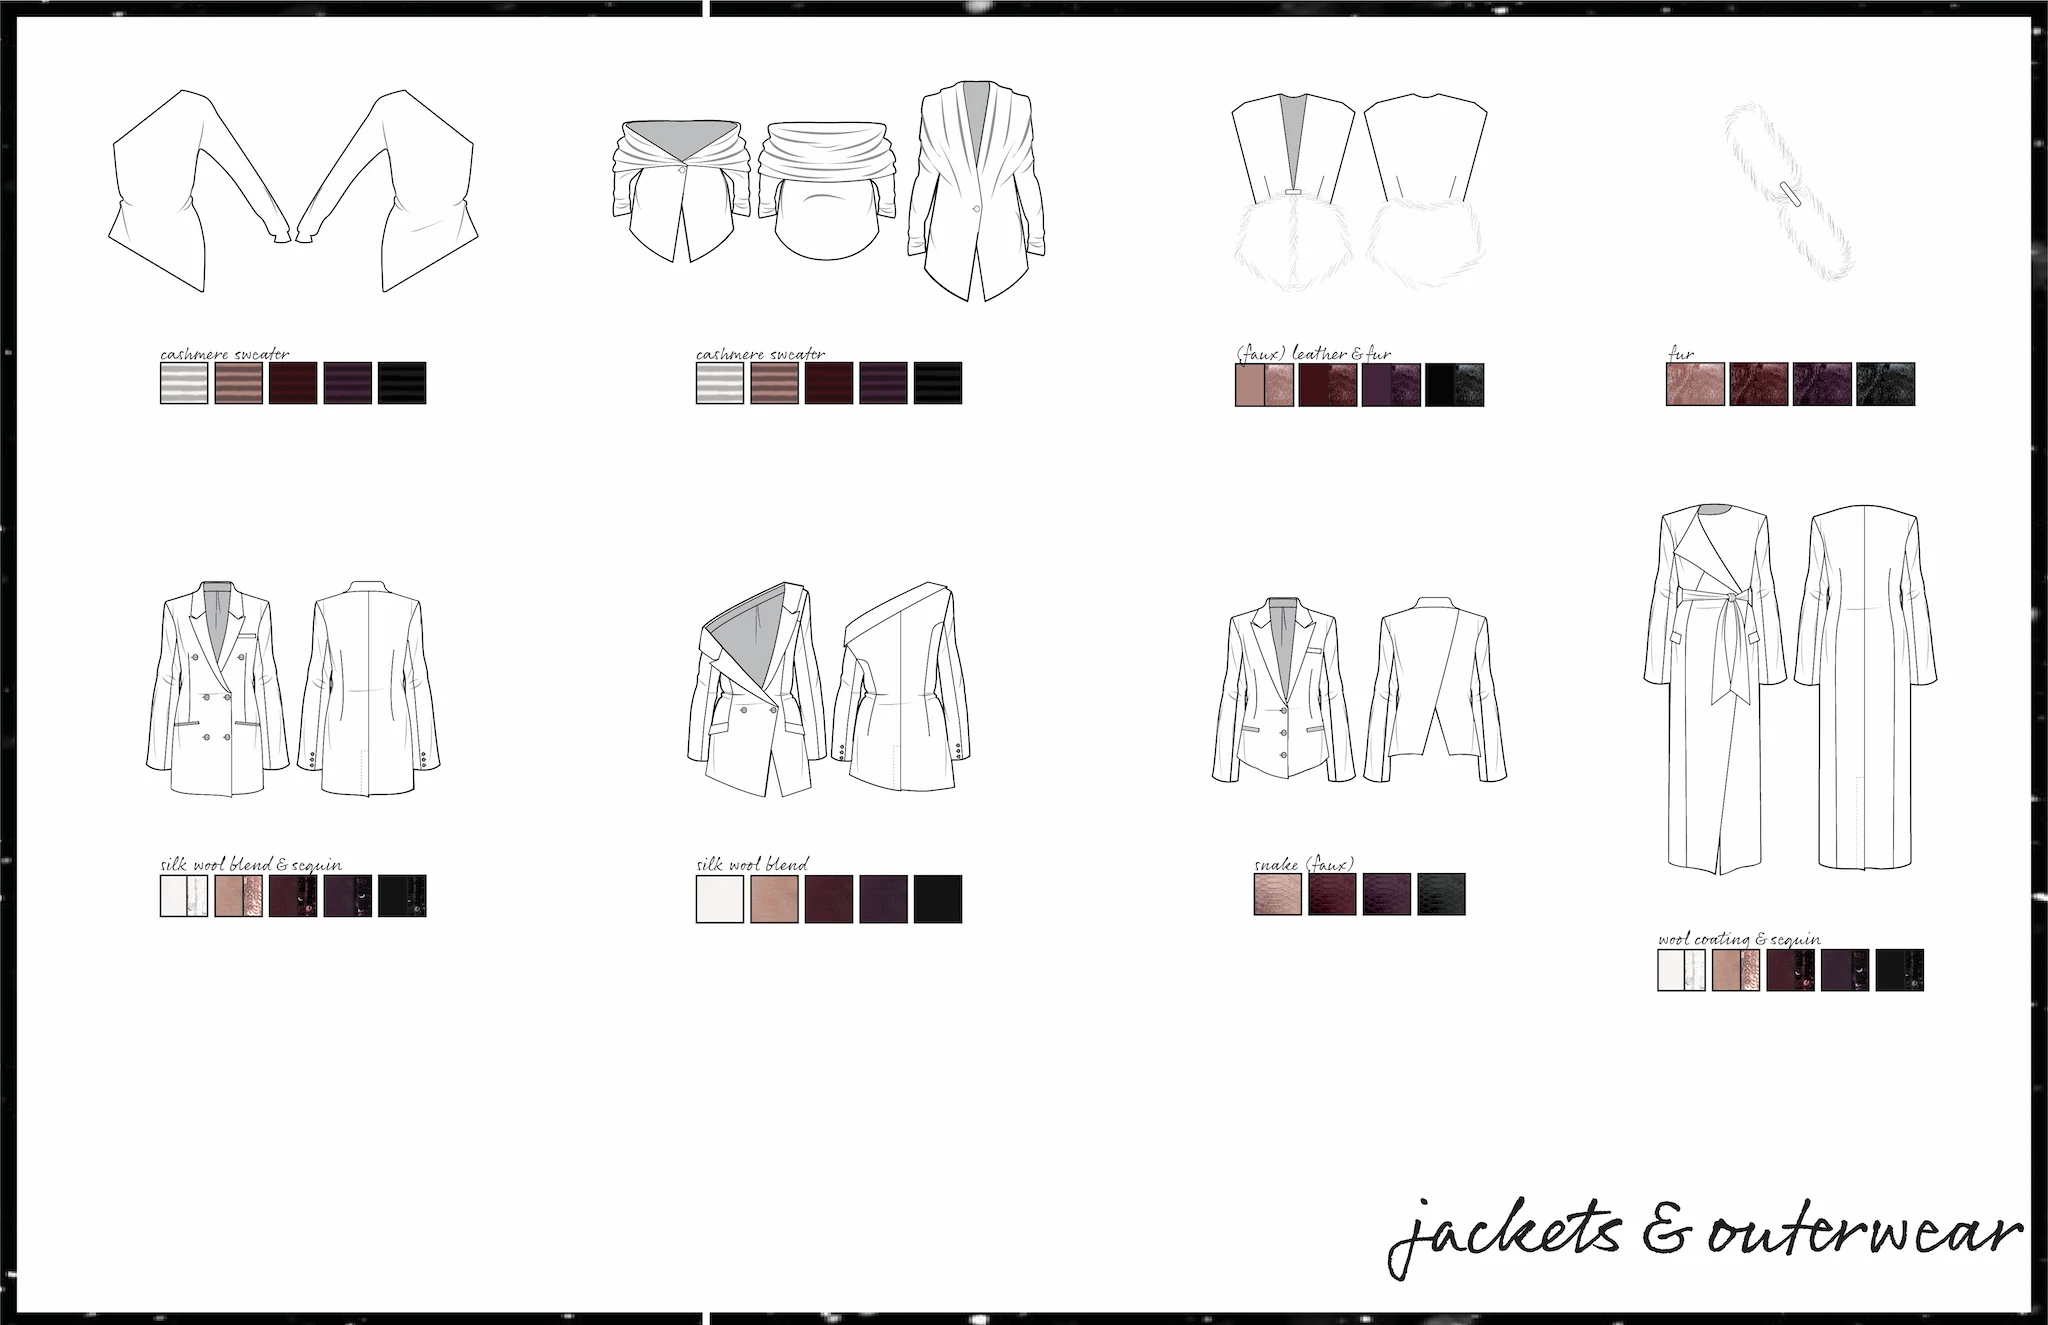 cashmere sweater
cashmere sweater
(faux) leather & fur
fur
silk wool blend & sequin
silk wool blend
snake (faux)
wool coating & sequin
jackets & outerwear